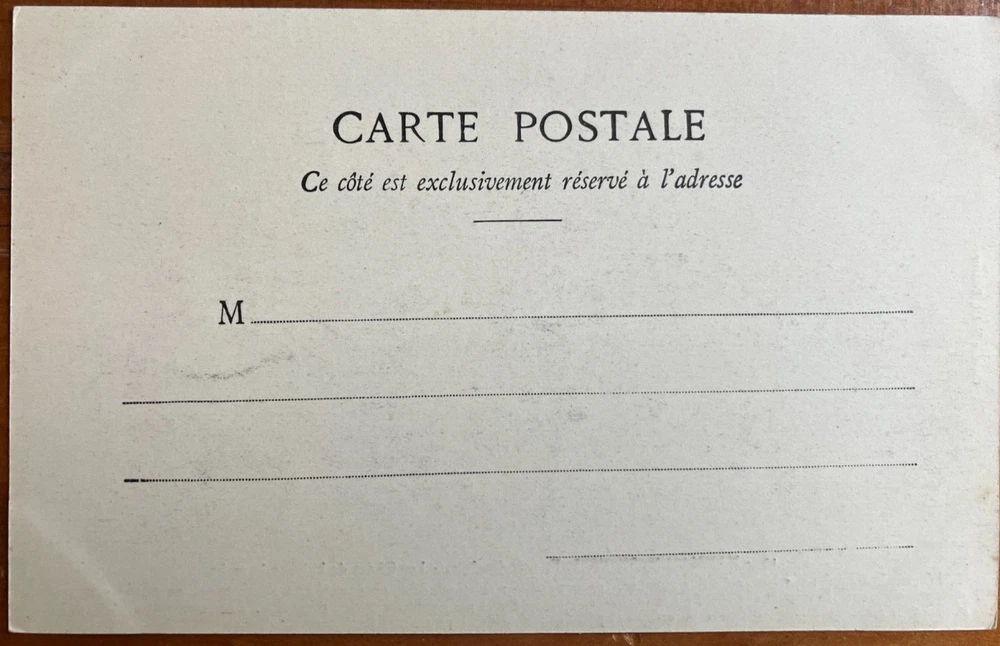 CARTE POSTALE
Ce côté est exclusivement réservé à l'adresse
M